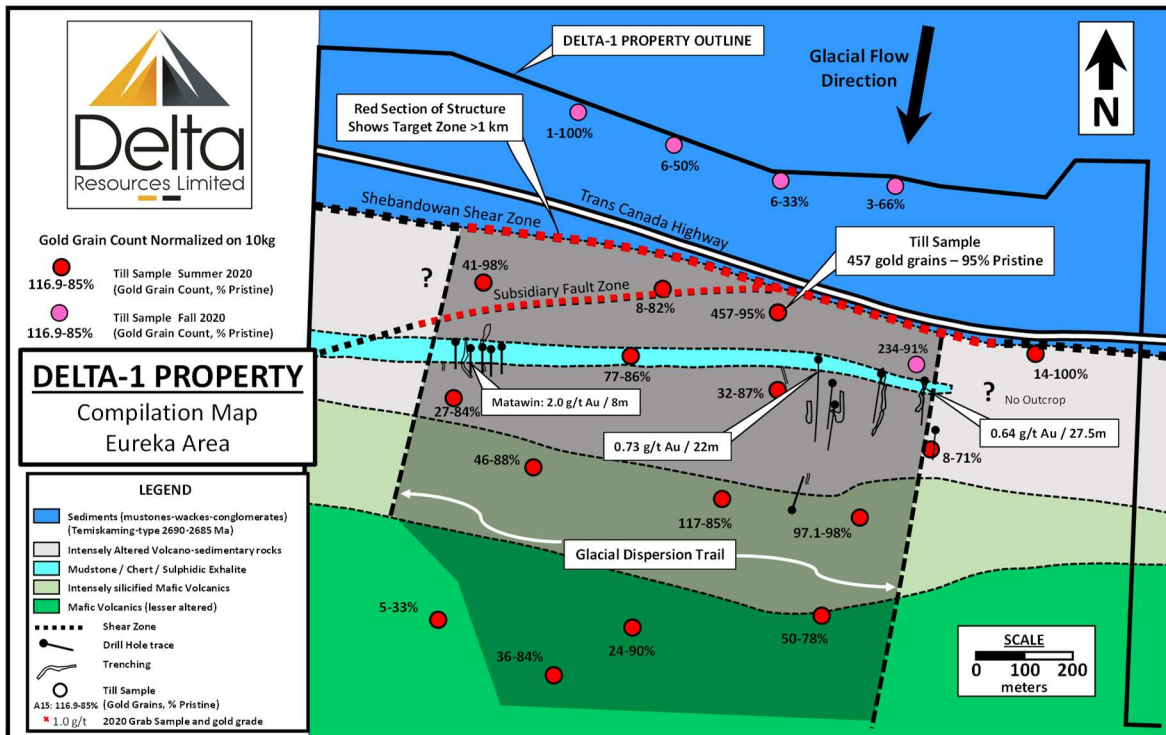 Delta
Resources Limited
Gold Grain Count Normalized on 10kg
116.9-85%
Till Sample Summer 2020
(Gold Grain Count, % Pristine)
116.9-85%
Till Sample Fall 2020
(Gold Grain Count, % Pristine)
DELTA-1 PROPERTY
Compilation Map
Eureka Area
LEGEND
Sediments (mustones-wackes-conglomerates)
(Temiskaming-type 2690-2685 Ma)
Intensely Altered Volcano-sedimentary rocks
Mudstone / Chert / Sulphidic Exhalite
Intensely silicified Mafic Volcanics
Mafic Volcanics (lesser altered)
Shear Zone
Drill Hole trace
Trenching
Till Sample
A15: 116.9-85%
(Gold Grains, % Pristine)
1.0 g/t
2020 Grab Sample and gold grade
DELTA-1 PROPERTY OUTLINE
Glacial Flow
Direction
N
Red Section of Structure
Shows Target Zone >1 km
1-100%
6-50%
6-33%
3-66%
Shebandowan Shear Zone
Trans Canada Highway
Till Sample
457 gold grains – 95% Pristine
?
41-98%
Subsidiary Fault Zone
8-82%
457-95%
234-91%
14-100%
77-86%
32-87%
?
No Outcrop
27-84%
Matawin: 2.0 g/t Au / 8m
0.73 g/t Au / 22m
0.64 g/t Au / 27.5m
8-71%
46-88%
117-85%
97.1-98%
Glacial Dispersion Trail
5-33%
36-84%
24-90%
50-78%
SCALE
0 100 200
meters